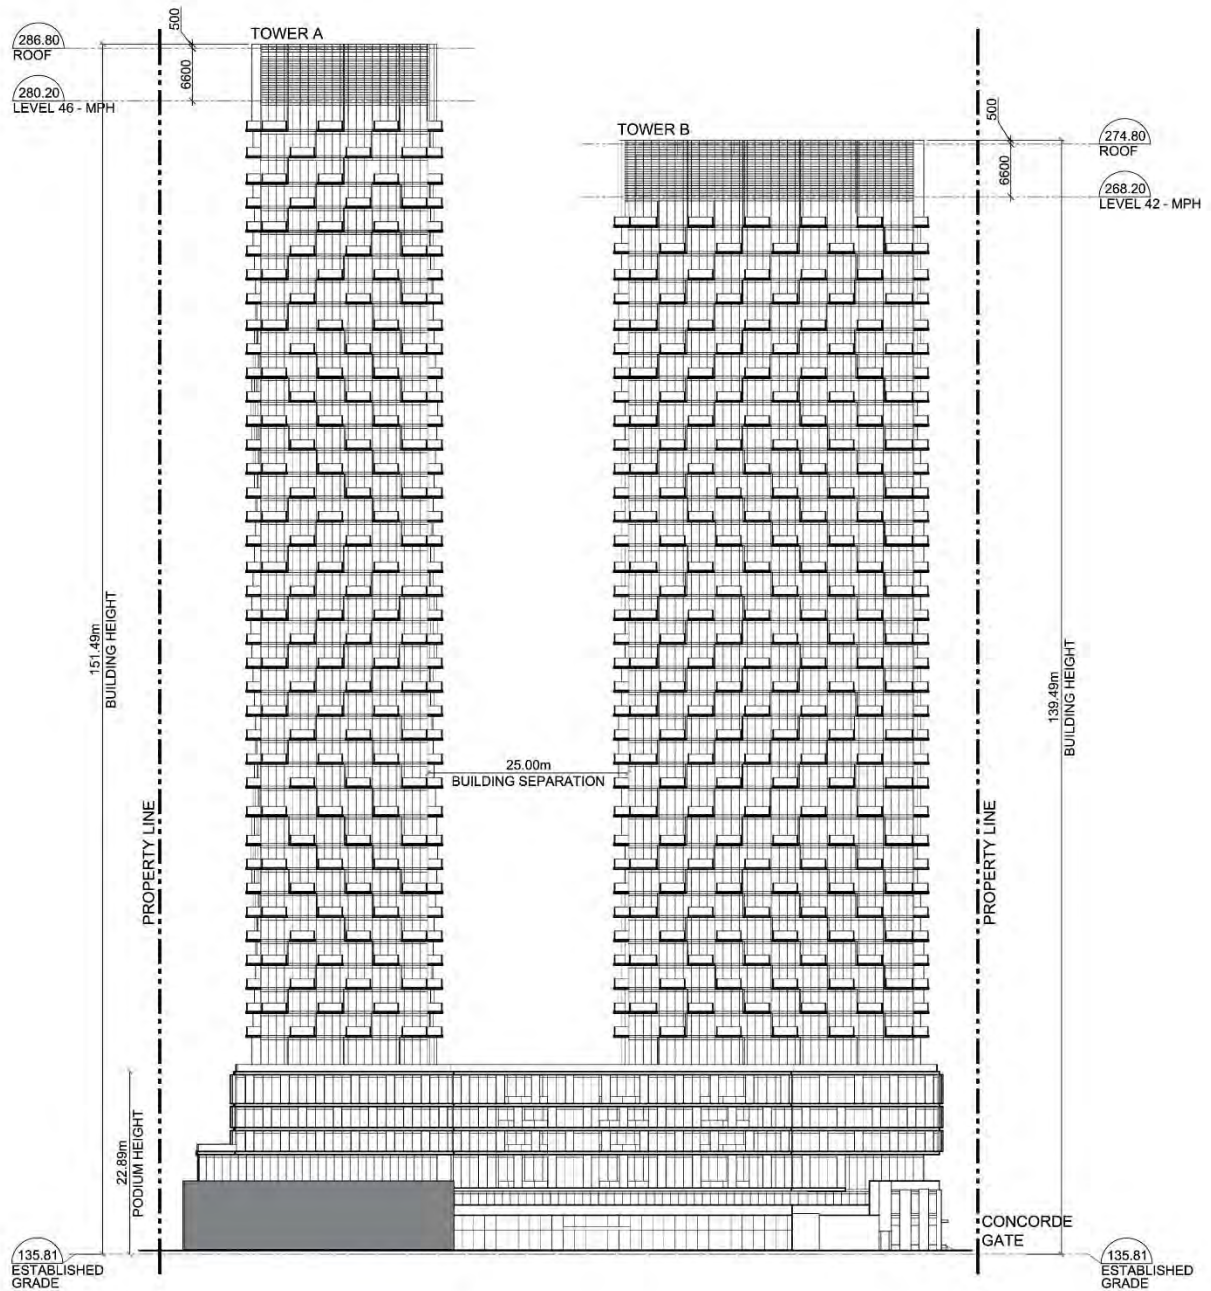 500
TOWER A
286.80
ROOF
6600
280.20
LEVEL 46 - MPH
500
TOWER B
274.80
ROOF
6600
268.20
LEVEL 42 - MPH
151.49m
BUILDING HEIGHT
139.49m
BUILDING HEIGHT
25.00m
BUILDING SEPARATION
PROPERTY LINE
PROPERTY LINE
22.89m
PODIUM HEIGHT
CONCORDE
GATE
135.81
ESTABLISHED
GRADE
135.81
ESTABLISHED
GRADE